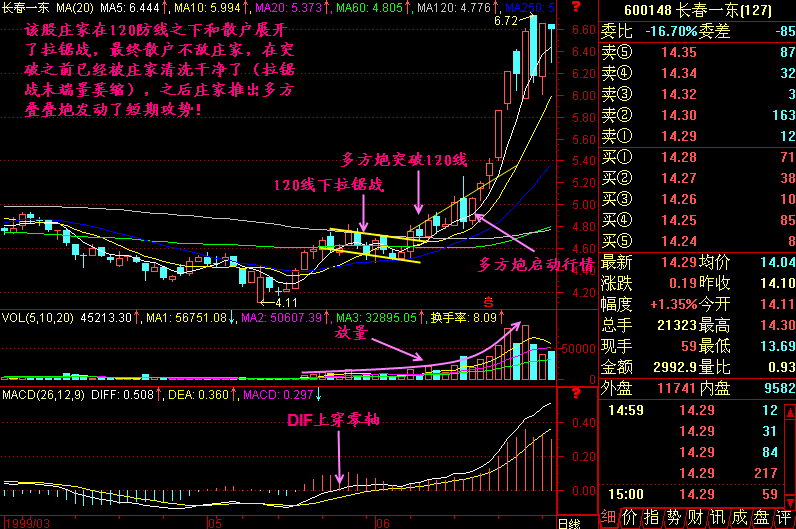 长春一东 MA(20) MA5: 6.444↑, MA10: 5.994↑, MA20: 5.373↑, MA60: 4.805↑, MA120: 4.776↑, MA250: 5
该股庄家在120防线之下和散户展开
了拉锯战，最终散户不敌庄家，在突
破之前已经被庄家清洗干净了（拉锯
战末端量萎缩），之后庄家推出多方
叠叠炮发动了短期攻势！
6.72
6.60
6.20
6.00
5.80
5.60
5.40
5.20
5.00
4.80
4.60
4.40
4.20
多方炮突破120线
120线下拉锯战
多方炮启动行情
4.11
VOL(5,10,20) 45213.30↑, MA1: 56751.08↓, MA2: 50607.39↑, MA3: 32895.05↑, 换手率: 8.09↑
放量
50000
0.00
MACD(26,12,9) DIFF: 0.508↑, DEA: 0.360↑, MACD: 0.297↓
DIF上穿零轴
0.40
0.20
0.00
1999/03 05 06 日线
600148 长春一东(127)
委比 -16.70% 委差 -85
卖⑤ 14.35 87
卖④ 14.34 32
卖③ 14.32 3
卖② 14.30 163
卖① 14.29 12
买① 14.28 71
买② 14.27 38
买③ 14.26 10
买④ 14.25 85
买⑤ 14.24 8
最新 14.29 均价 14.04
涨跌 0.19 昨收 14.10
幅度 +1.35% 今开 14.11
总手 21323 最高 14.30
现手 59 最低 13.69
金额 2992.9 量比 0.93
外盘 11741 内盘 9582
14:59 14.29 12
14.29 31
14.29 84
14.29 217
15:00 14.29 59
细 价 指 势 财 讯 成 盘 评